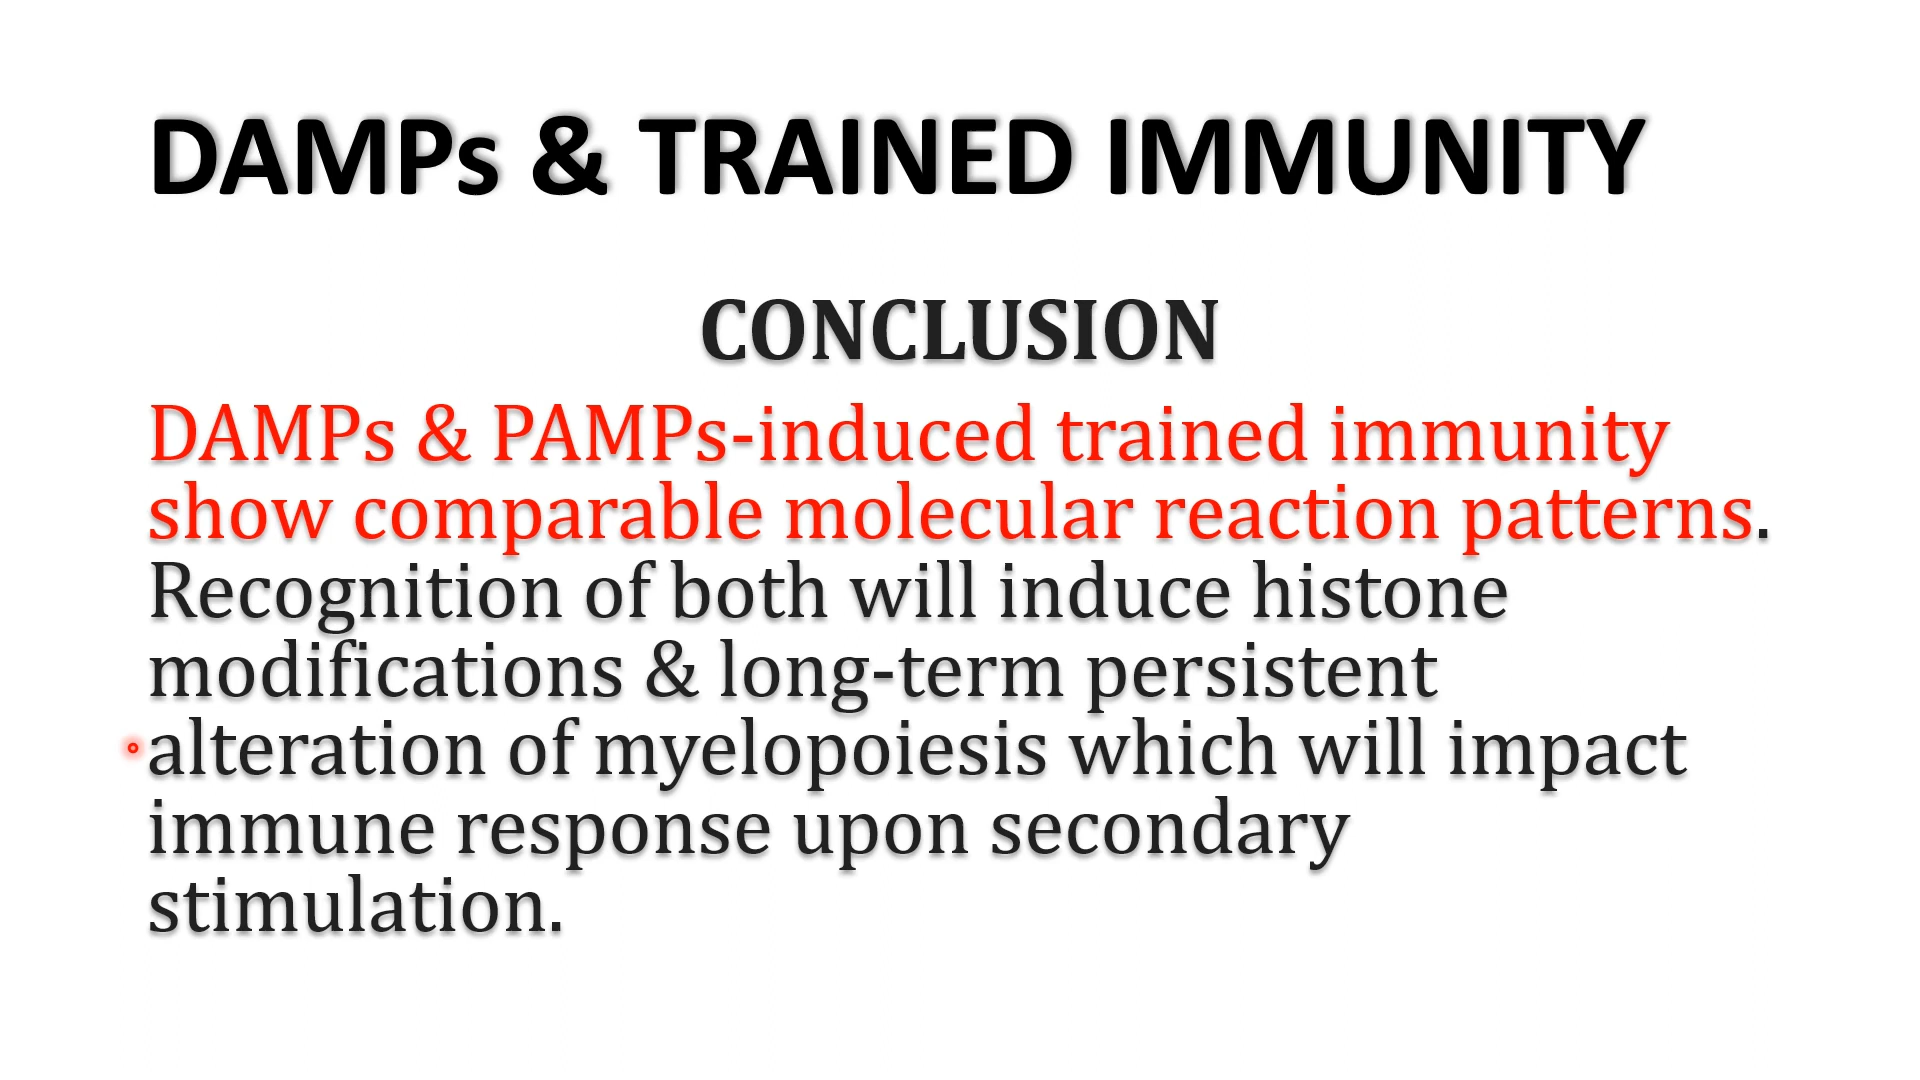 DAMPs & TRAINED IMMUNITY
CONCLUSION
DAMPs & PAMPs-induced trained immunity
show comparable molecular reaction patterns.
Recognition of both will induce histone
modifications & long-term persistent
alteration of myelopoiesis which will impact
immune response upon secondary
stimulation.